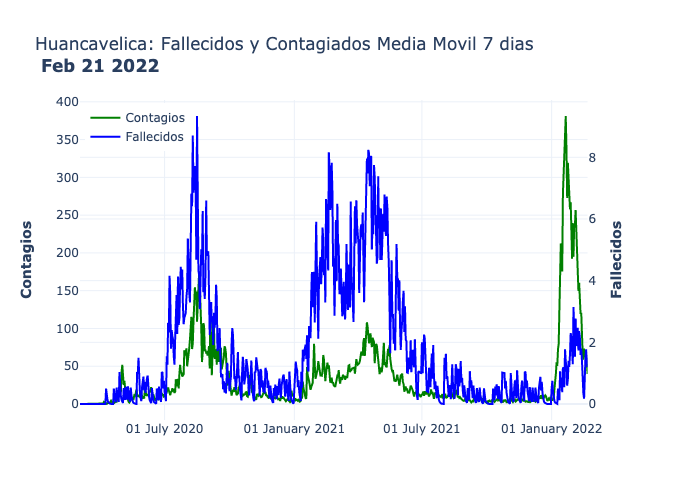 Huancavelica: Fallecidos y Contagiados Media Movil 7 dias
Feb 21 2022
400
350
300
250
200
150
100
50
0
Contagios
Fallecidos
8
6
4
2
0
Contagios
Fallecidos
01 July 2020
01 January 2021
01 July 2021
01 January 2022